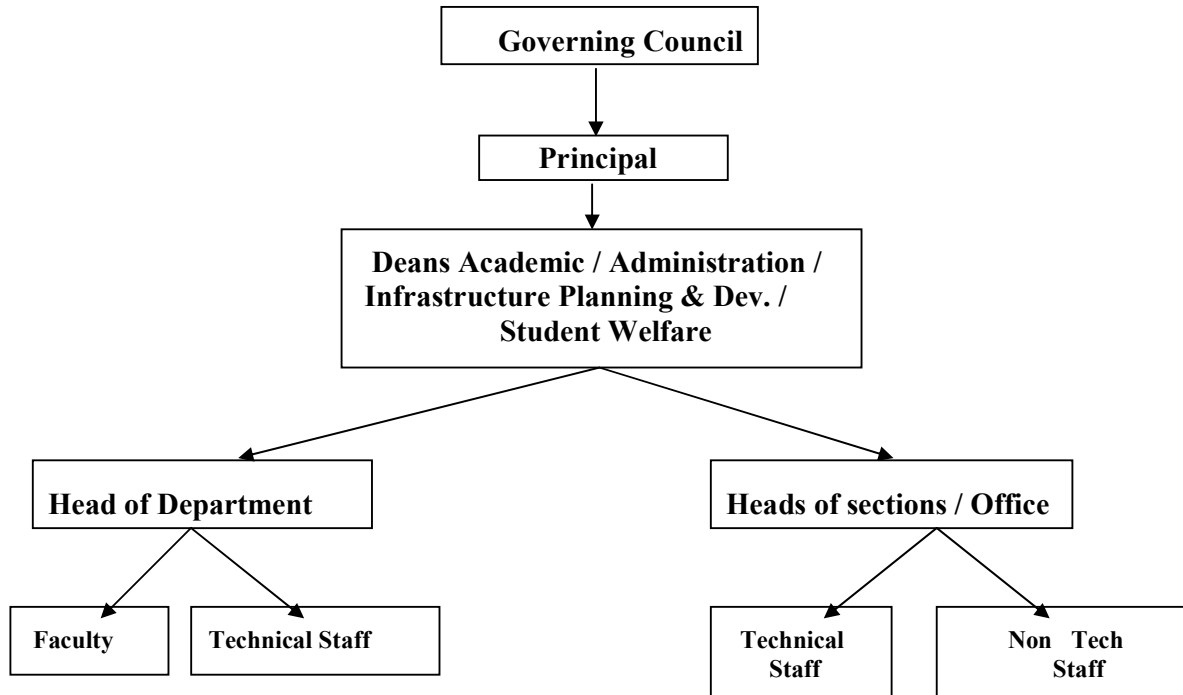 Governing Council
Principal
Deans Academic / Administration /
Infrastructure Planning & Dev. /
Student Welfare
Head of Department
Heads of sections / Office
Faculty
Technical Staff
Technical
Staff
Non Tech
Staff